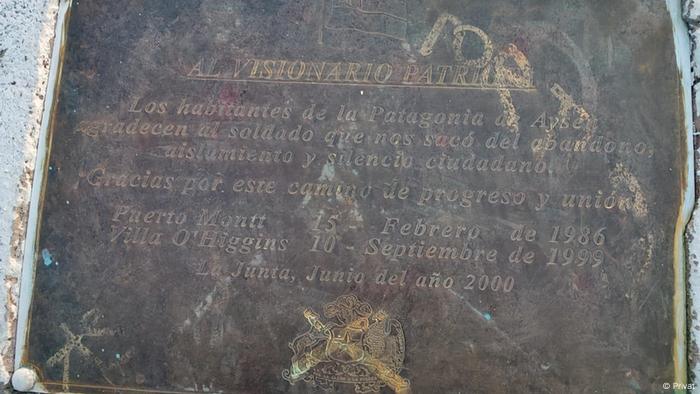 AL VISIONARIO PATRIOTA
Los habitantes de la Patagonia de Aysén
agradecen al soldado que nos sacó del abandono,
aislamiento y silencio ciudadano.
"Gracias por este camino de progreso y unión"
Puerto Montt 15 - Febrero de 1986
Villa O'Higgins 10 - Septiembre de 1999
La Junta, Junio del año 2000
© Privat